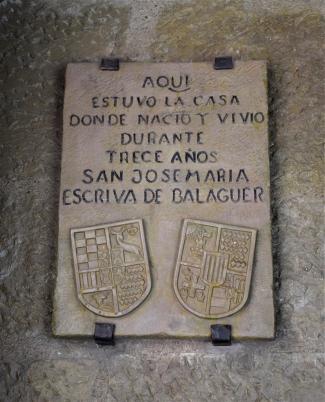 AQUI
ESTUVO LA CASA
DONDE NACIO Y VIVIO
DURANTE
TRECE AÑOS
SAN JOSEMARIA
ESCRIVA DE BALAGUER